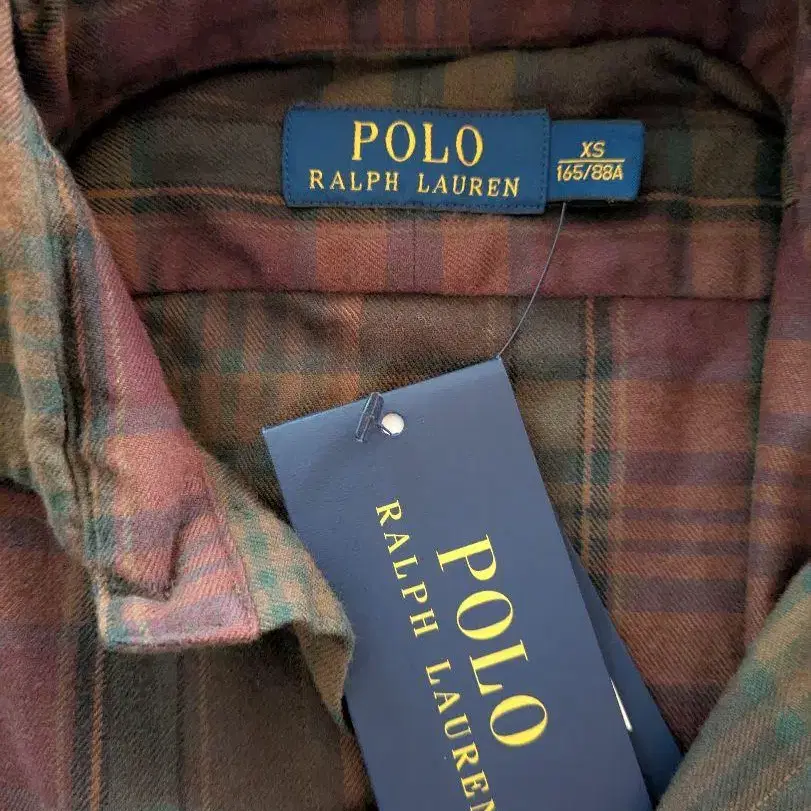 POLO
RALPH LAUREN
XS
165/88A
POLO
RALPH LAUREN